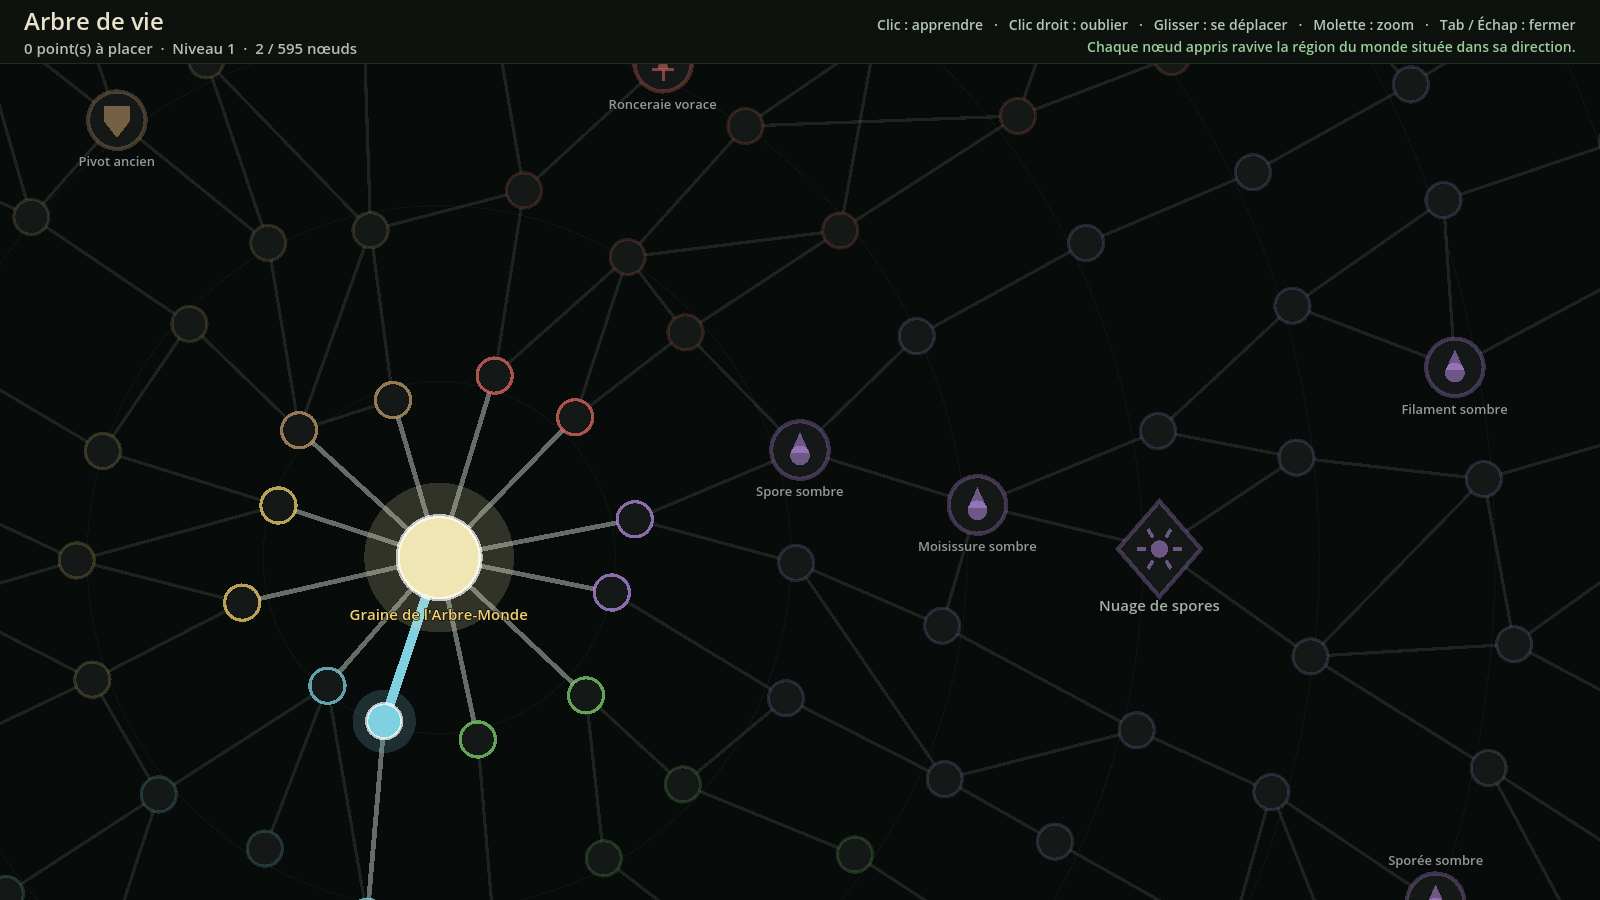 Arbre de vie
0 point(s) à placer · Niveau 1 · 2 / 595 nœuds
Clic : apprendre · Clic droit : oublier · Glisser : se déplacer · Molette : zoom · Tab / Échap : fermer
Chaque nœud appris ravive la région du monde située dans sa direction.
Ronceraie vorace
Pivot ancien
Filament sombre
Spore sombre
Moisissure sombre
Nuage de spores
Graine de l'Arbre-Monde
Sporée sombre